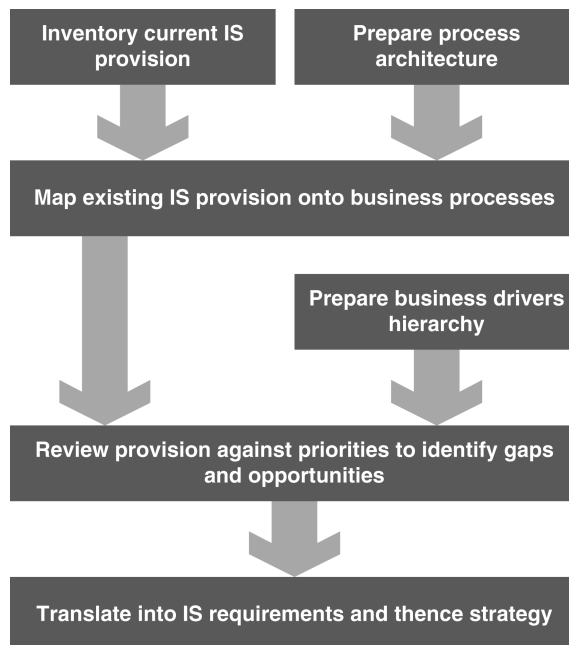 Inventory current IS
provision
Prepare process
architecture
Map existing IS provision onto business processes
Prepare business drivers
hierarchy
Review provision against priorities to identify gaps
and opportunities
Translate into IS requirements and thence strategy